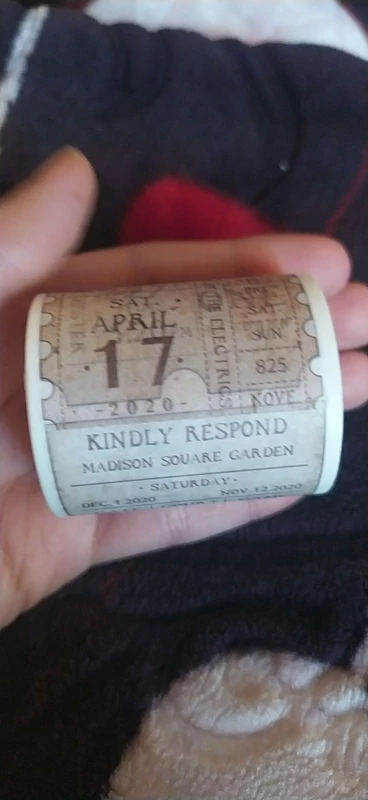 SAT.
APRIL
17
-2020-
THE ELECTRICS
SAT
SUN
825
NOVE
KINDLY RESPOND
MADISON SQUARE GARDEN
· SATURDAY ·
DEC. 1 2020 NOV 12 2020